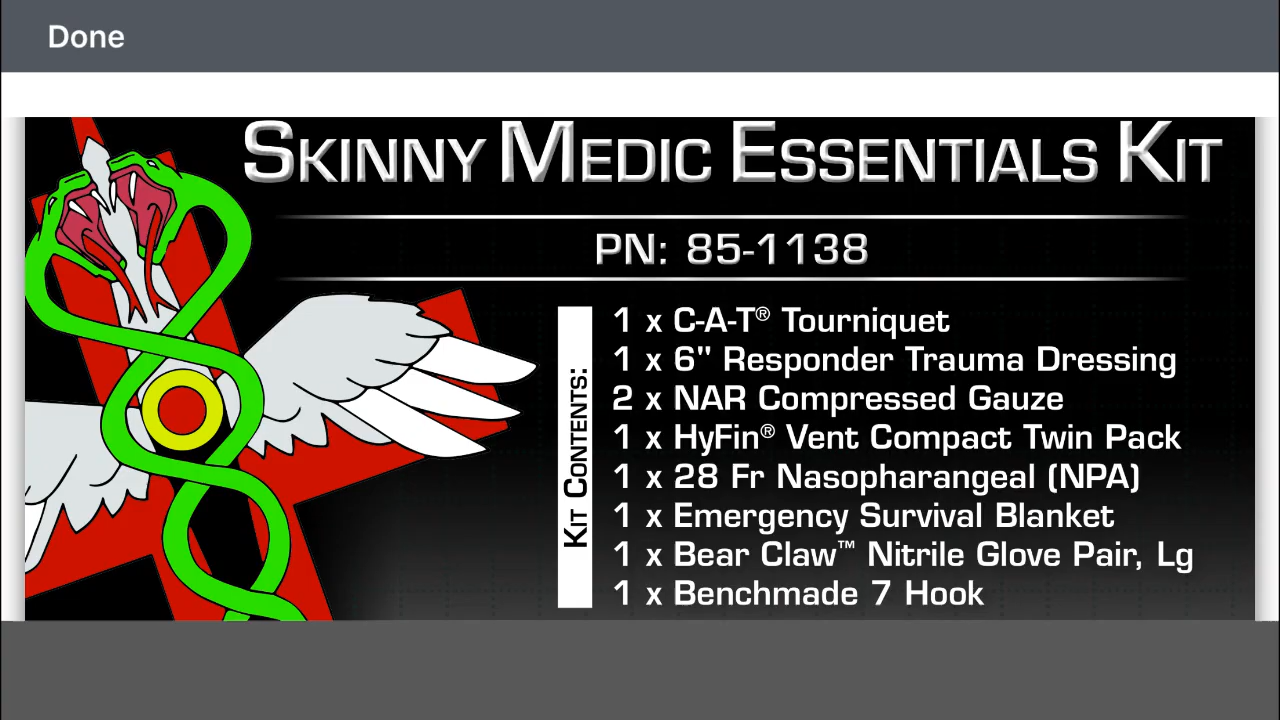 Done
SKINNY MEDIC ESSENTIALS KIT
PN: 85-1138
KIT CONTENTS:
1 x C-A-T® Tourniquet
1 x 6" Responder Trauma Dressing
2 x NAR Compressed Gauze
1 x HyFin® Vent Compact Twin Pack
1 x 28 Fr Nasopharangeal (NPA)
1 x Emergency Survival Blanket
1 x Bear Claw™ Nitrile Glove Pair, Lg
1 x Benchmade 7 Hook